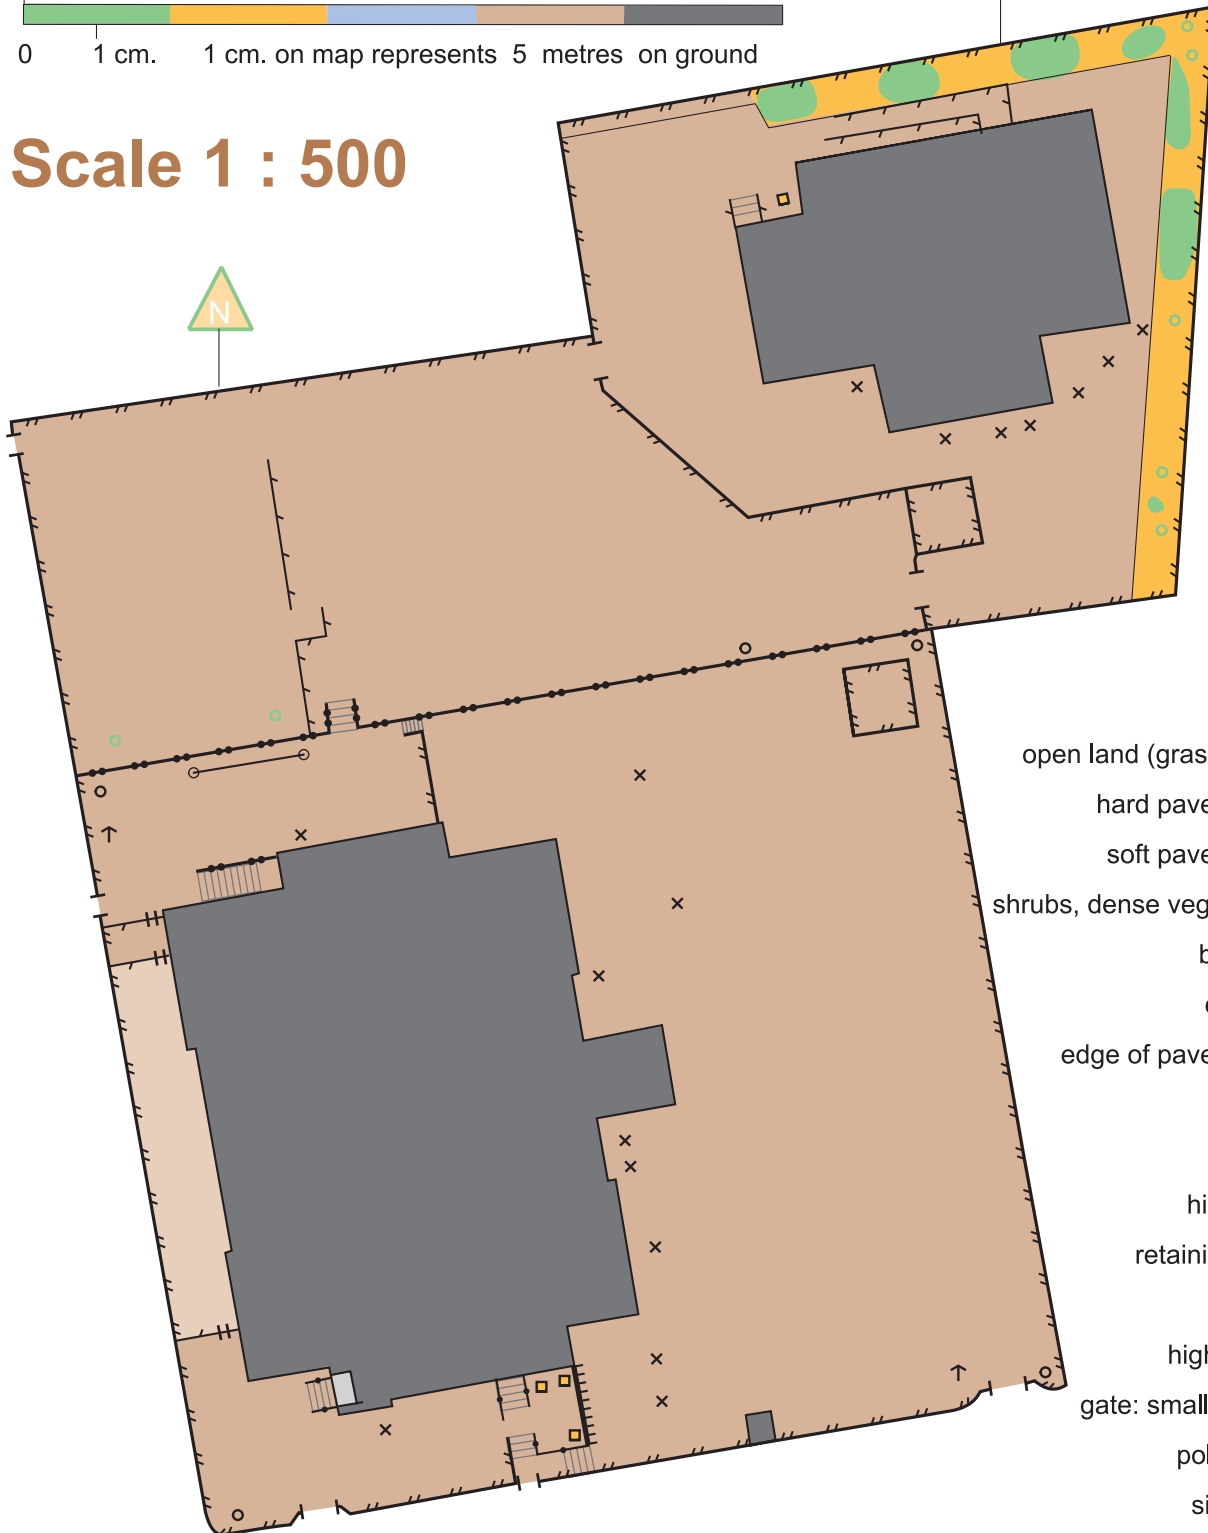 0 1 cm. 1 cm. on map represents 5 metres on ground
Scale 1 : 500
N
open land (gras
hard pave
soft pave
shrubs, dense veg
edge of pave
hi
retaini
high
gate: small
pol
si